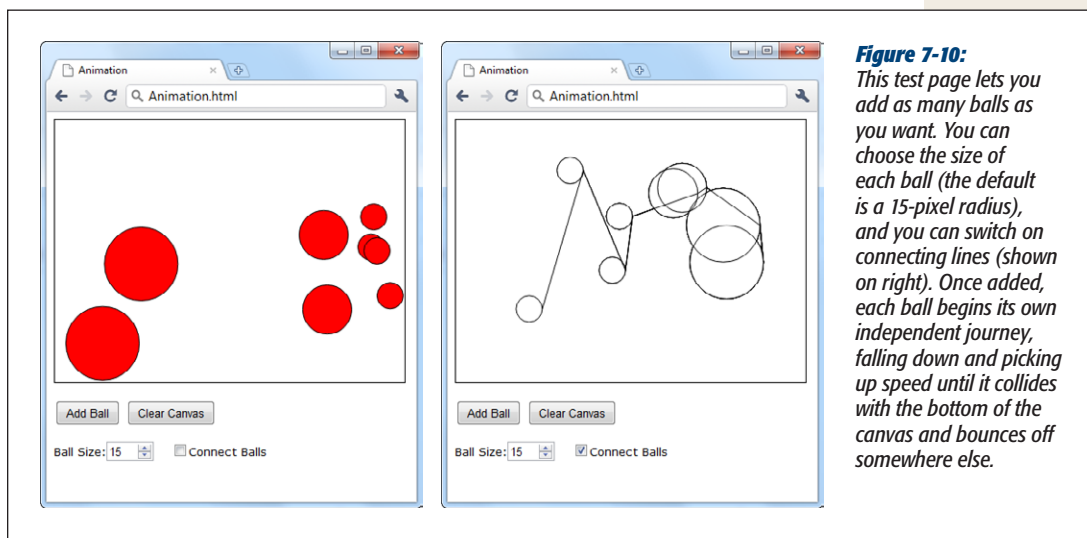 Animation
Animation.html
Add Ball
Clear Canvas
Ball Size: 15
Connect Balls
Animation
Animation.html
Add Ball
Clear Canvas
Ball Size: 15
Connect Balls
Figure 7-10:
This test page lets you
add as many balls as
you want. You can
choose the size of
each ball (the default
is a 15-pixel radius),
and you can switch on
connecting lines (shown
on right). Once added,
each ball begins its own
independent journey,
falling down and picking
up speed until it collides
with the bottom of the
canvas and bounces off
somewhere else.